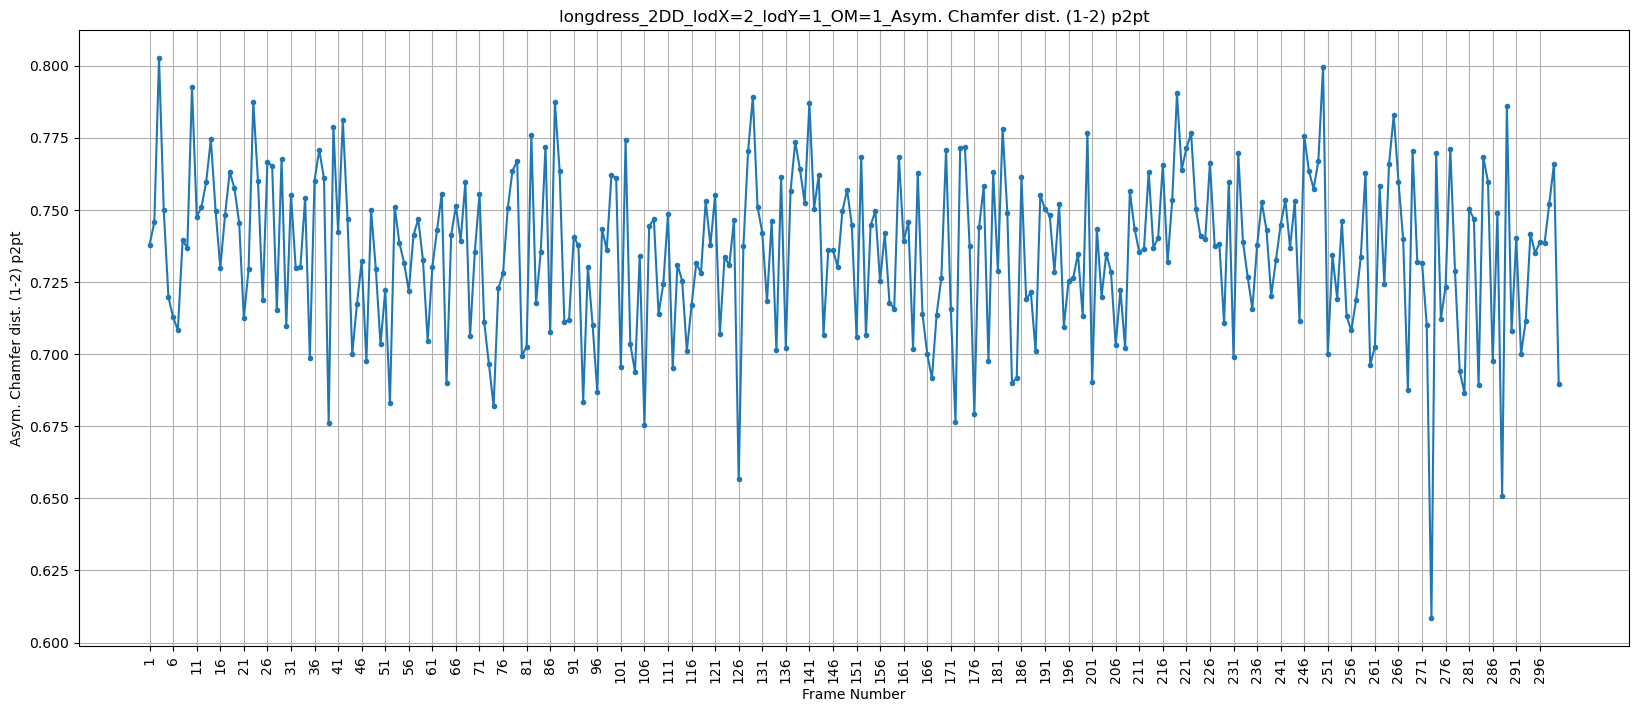 longdress_2DD_lodX=2_lodY=1_OM=1_Asym. Chamfer dist. (1-2) p2pt
Asym. Chamfer dist. (1-2) p2pt
0.800
0.775
0.750
0.725
0.700
0.675
0.650
0.625
0.600
1 6 11 16 21 26 31 36 41 46 51 56 61 66 71 76 81 86 91 96 101 106 111 116 121 126 131 136 141 146 151 156 161 166 171 176 181 186 191 196 201 206 211 216 221 226 231 236 241 246 251 256 261 266 271 276 281 286 291 296
Frame Number